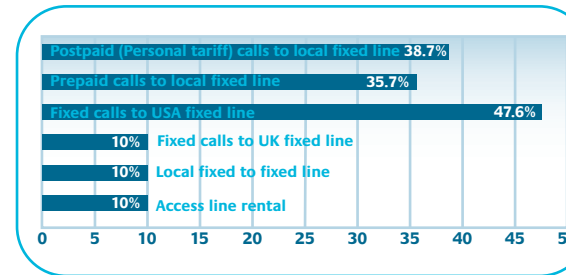 Postpaid (Personal tariff) calls to local fixed line 38.7%
Prepaid calls to local fixed line 35.7%
Fixed calls to USA fixed line 47.6%
10% Fixed calls to UK fixed line
10% Local fixed to fixed line
10% Access line rental
0 5 10 15 20 25 30 35 40 45